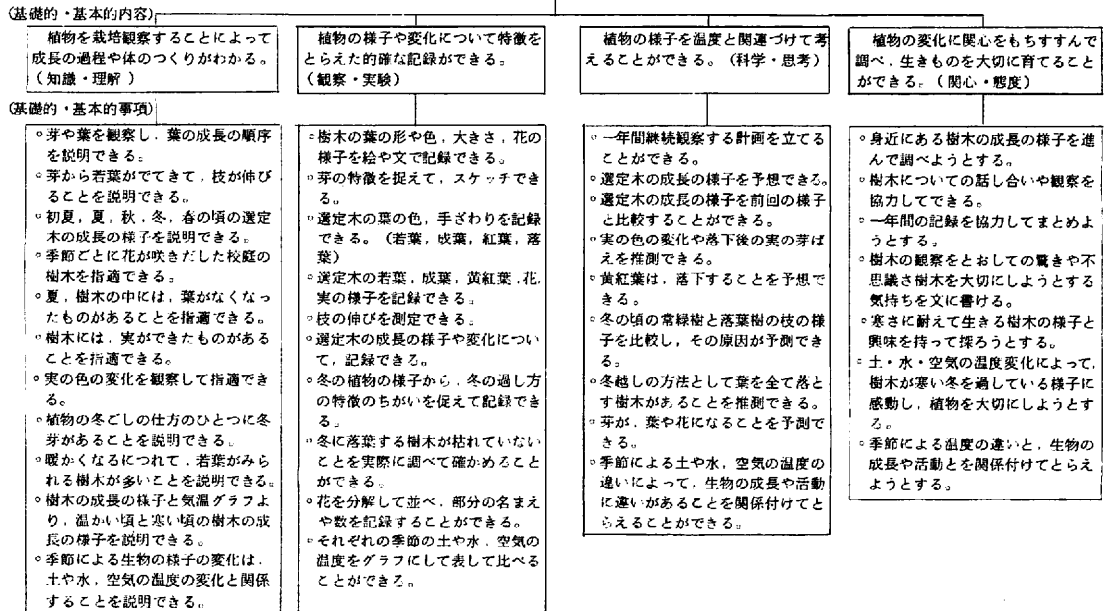 (基礎的・基本的内容)
植物を栽培観察することによって
成長の過程や体のつくりがわかる。
(知識・理解)
植物の様子や変化について特徴を
とらえた的確な記録ができる。
(観察・実験)
植物の様子を温度と関連づけて考
えることができる。(科学・思考)
植物の変化に関心をもちすすんで
調べ,生きものを大切に育てること
ができる。(関心・態度)
(基礎的・基本的事項)
○芽や葉を観察し,葉の成長の順序
を説明できる。
○芽から若葉がでてきて,枝が伸び
ることを説明できる。
○初夏,夏,秋,冬,春の頃の選定
木の成長の様子を説明できる。
○季節ごとに花が咲きだした校庭の
樹木を指適できる。
○夏,樹木の中には,葉がなくなっ
たものがあることを指適できる。
○樹木には,実ができたものがある
ことを指適できる。
○実の色の変化を観察して指適でき
る。
○植物の冬ごしの仕方のひとつに冬
芽があることを説明できる。
○暖かくなるにつれて,若葉がみら
れる樹木が多いことを説明できる。
○樹木の成長の様子と気温グラフよ
り,温かい頃と寒い頃の樹木の成
長の様子を説明できる。
○季節による生物の様子の変化は,
土や水,空気の温度の変化と関係
することを説明できる。
○樹木の葉の形や色,大きさ,花の
様子を絵や文で記録できる。
○芽の特徴を捉えて,スケッチでき
る。
○選定木の葉の色,手ざわりを記録
できる。(若葉,成葉,紅葉,落
葉)
○選定木の若葉,成葉,黄紅葉,花,
実の様子を記録できる。
○枝の伸びを測定できる。
○選定木の成長の様子や変化につい
て,記録できる。
○冬の植物の様子から,冬の過し方
の特徴のちがいを促えて記録でき
る。
○冬に落葉する樹木が枯れていない
ことを実際に調べて確かめること
ができる。
○花を分解して並べ,部分の名まえ
や数を記録することができる。
○それぞれの季節の土や水,空気の
温度をグラフにして表して比べる
ことができる。
○一年間継続観察する計画を立てる
ことができる。
○選定木の成長の様子を予想できる。
○選定木の成長の様子を前回の様子
と比較することができる。
○実の色の変化や落下後の実の芽ば
えを推測できる。
○黄紅葉は,落下することを予想で
きる。
○冬の頃の常緑樹と落葉樹の枝の様
子を比較し,その原因が予測でき
る。
○冬越しの方法として葉を全て落と
す樹木があることを推測できる。
○芽が,葉や花になることを予測で
きる。
○季節による土や水,空気の温度の
違いによって,生物の成長や活動
に違いがあることを関係付けてと
らえることができる。
○身近にある樹木の成長の様子を進
んで調べようとする。
○樹木についての話し合いや観察を
協力してできる。
○一年間の記録を協力してまとめよ
うとする。
○樹木の観察をとおしての驚きや不
思議さ樹木を大切にしようとする
気持ちを文に書ける。
○寒さに耐えて生きる樹木の様子と
興味を持って探ろうとする。
○土・水・空気の温度変化によって,
樹木が寒い冬を過している様子に
感動し,植物を大切にしようとす
る。
○季節による温度の違いと,生物の
成長や活動とを関係付けてとらえ
ようとする。